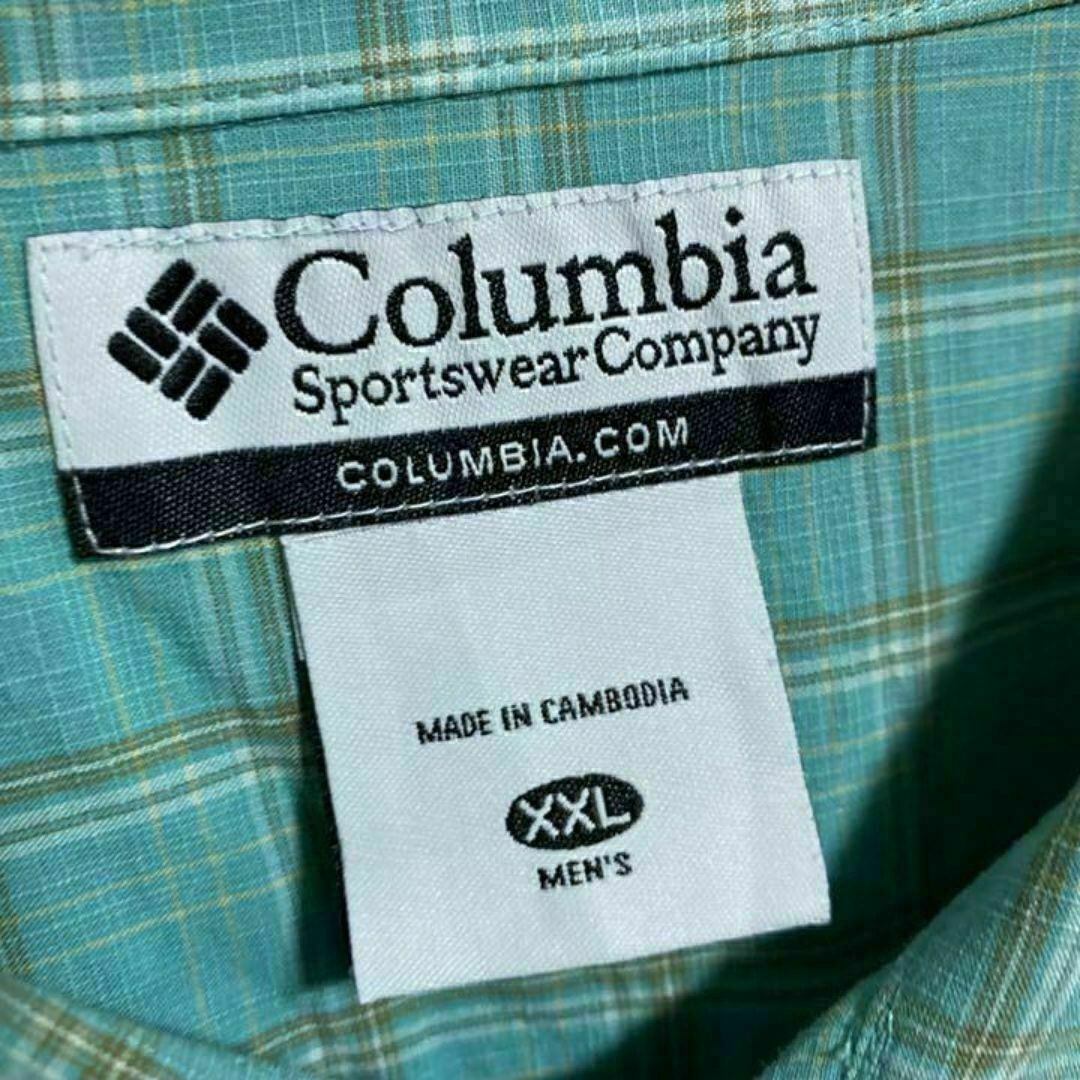 Columbia
Sportswear Company
COLUMBIA.COM
MADE IN CAMBODIA
XXL
MEN'S